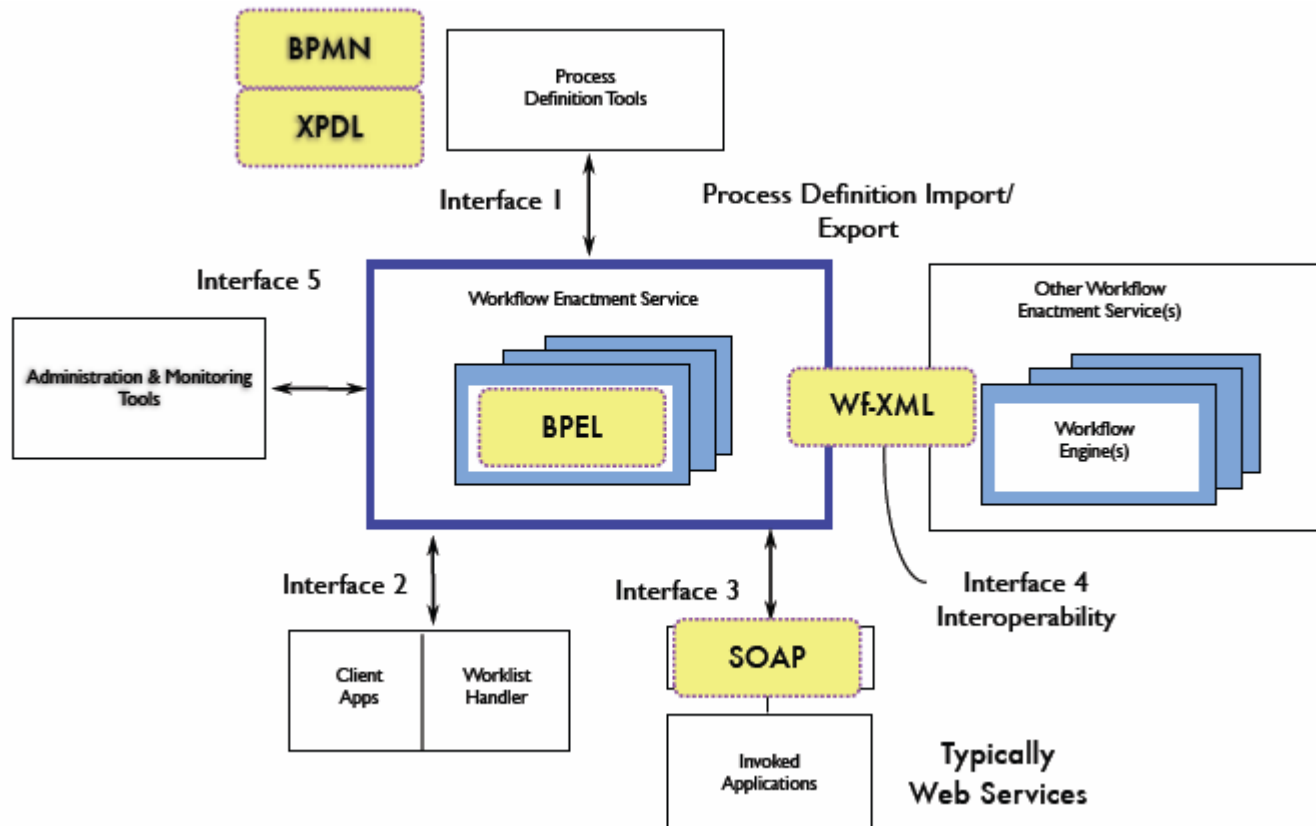 BPMN
XPDL
Process
Definition Tools
Interface 1
Process Definition Import/
Export
Interface 5
Workflow Enactment Service
Other Workflow
Enactment Service(s)
Administration & Monitoring
Tools
BPEL
Wf-XML
Workflow
Engine(s)
Interface 2
Interface 3
Interface 4
Interoperability
Client
Apps
Worklist
Handler
SOAP
Invoked
Applications
Typically
Web Services